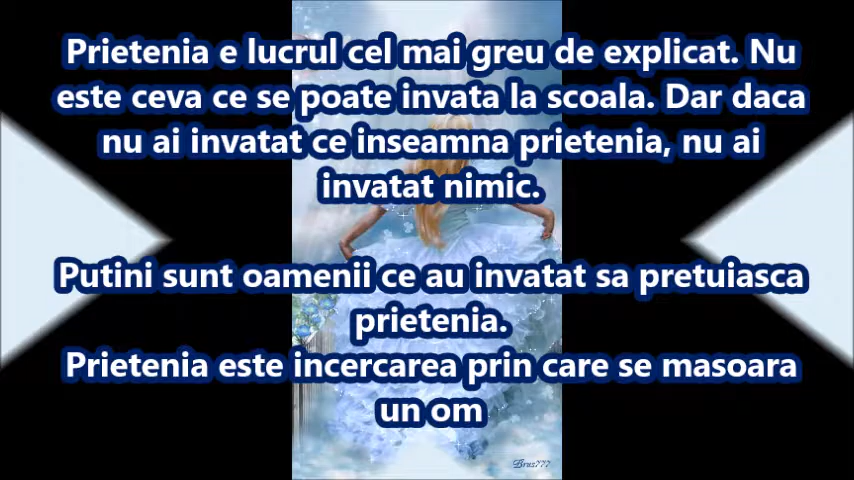 Prietenia e lucrul cel mai greu de explicat. Nu
este ceva ce se poate invata la scoala. Dar daca
nu ai invatat ce inseamna prietenia, nu ai
invatat nimic.
Putini sunt oamenii ce au invatat sa pretuiasca
prietenia.
Prietenia este incercarea prin care se masoara
un om
Brus777